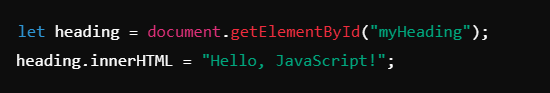 let heading = document.getElementById("myHeading");
heading.innerHTML = "Hello, JavaScript!";